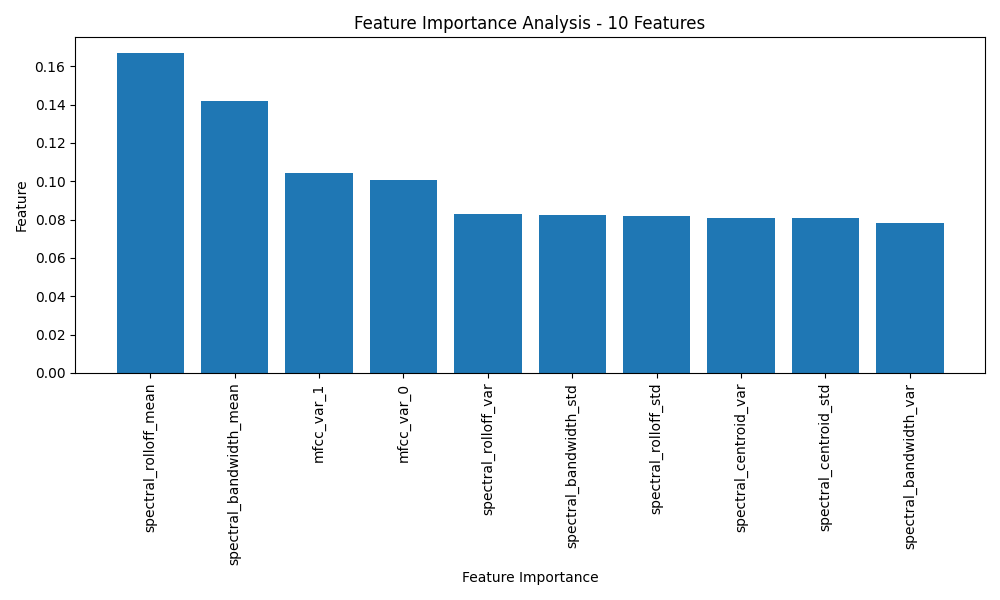 Feature Importance Analysis - 10 Features
Feature
0.16
0.14
0.12
0.10
0.08
0.06
0.04
0.02
0.00
spectral_rolloff_mean
spectral_bandwidth_mean
mfcc_var_1
mfcc_var_0
spectral_rolloff_var
spectral_bandwidth_std
spectral_rolloff_std
spectral_centroid_var
spectral_centroid_std
spectral_bandwidth_var
Feature Importance